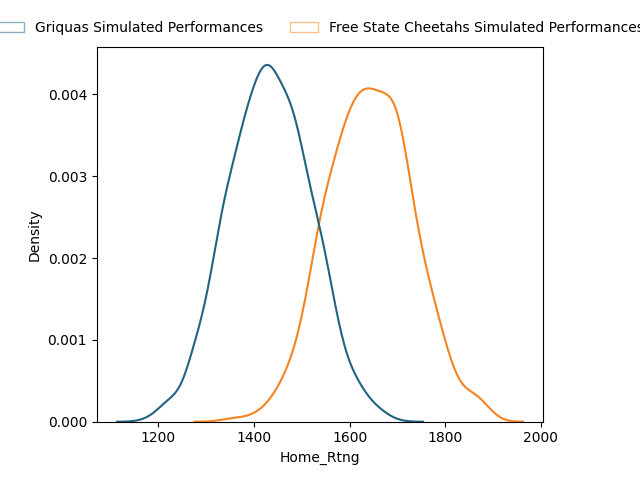 Griquas Simulated Performances Free State Cheetahs Simulated Performances
0.004
0.003
0.002
0.001
0.000
Density
1200 1400 1600 1800 2000
Home_Rtng